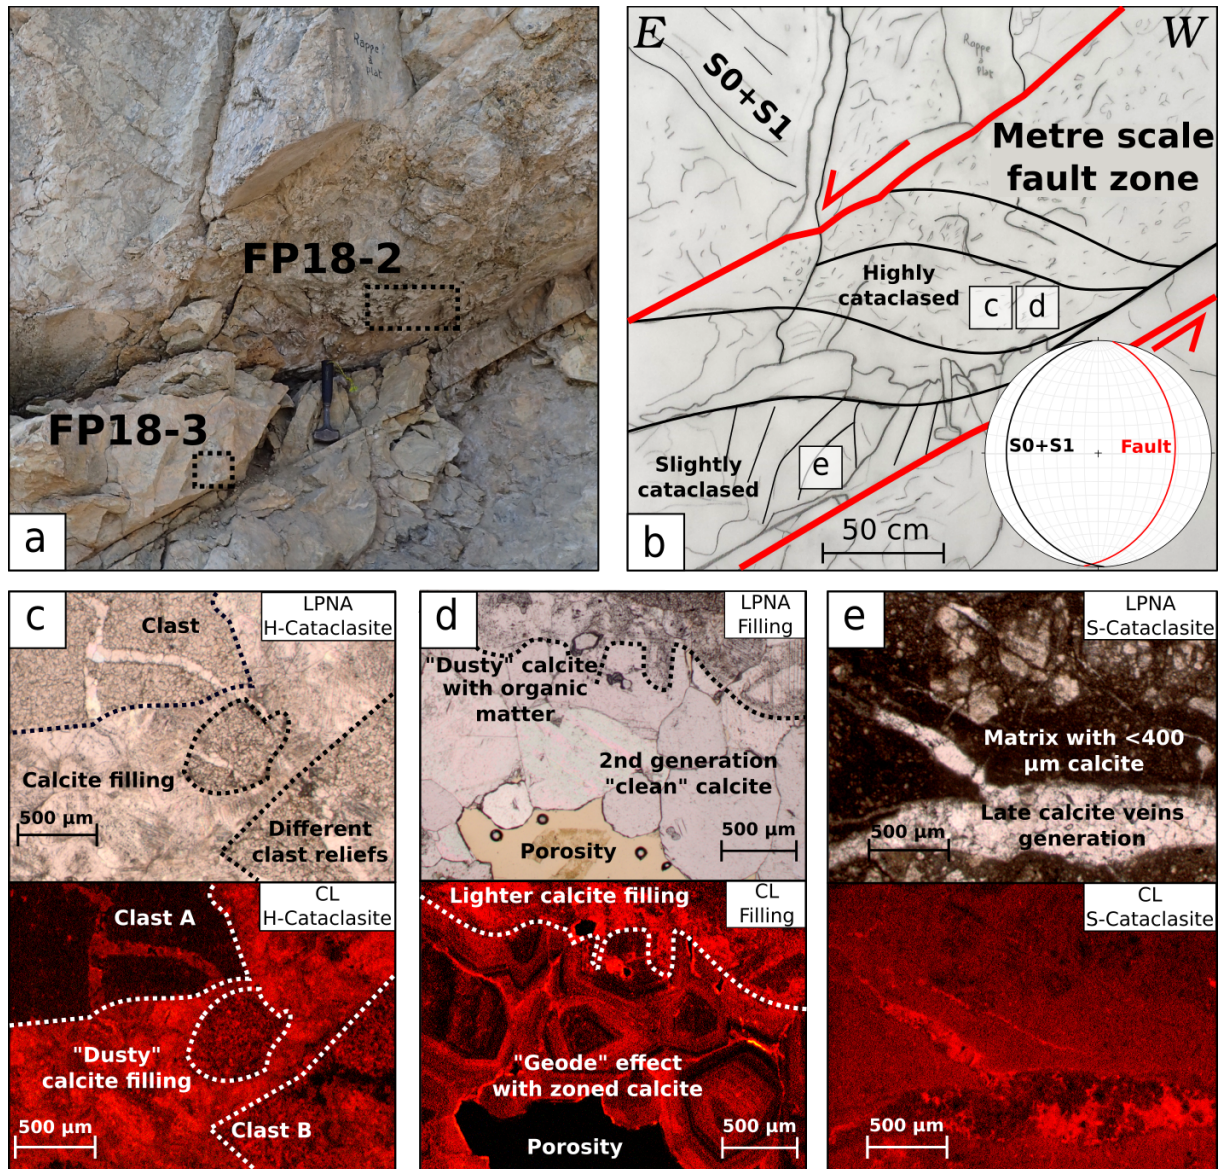 Rappe
&
Plat
FP18-2
FP18-3
a
E
W
S0+S1
Rappe
&
Plat
Metre scale
fault zone
Highly
cataclased
c
d
Slightly
cataclased
e
S0+S1
Fault
50 cm
b
c
LPNA
H-Cataclasite
Clast
Calcite filling
500 µm
Different
clast reliefs
CL
H-Cataclasite
Clast A
"Dusty"
calcite filling
500 µm
Clast B
d
LPNA
Filling
"Dusty" calcite
with organic
matter
2nd generation
"clean" calcite
500 µm
Porosity
Lighter calcite filling
CL
Filling
"Geode" effect
with zoned calcite
500 µm
Porosity
e
LPNA
S-Cataclasite
Matrix with <400
µm calcite
Late calcite veins
generation
500 µm
CL
S-Cataclasite
500 µm